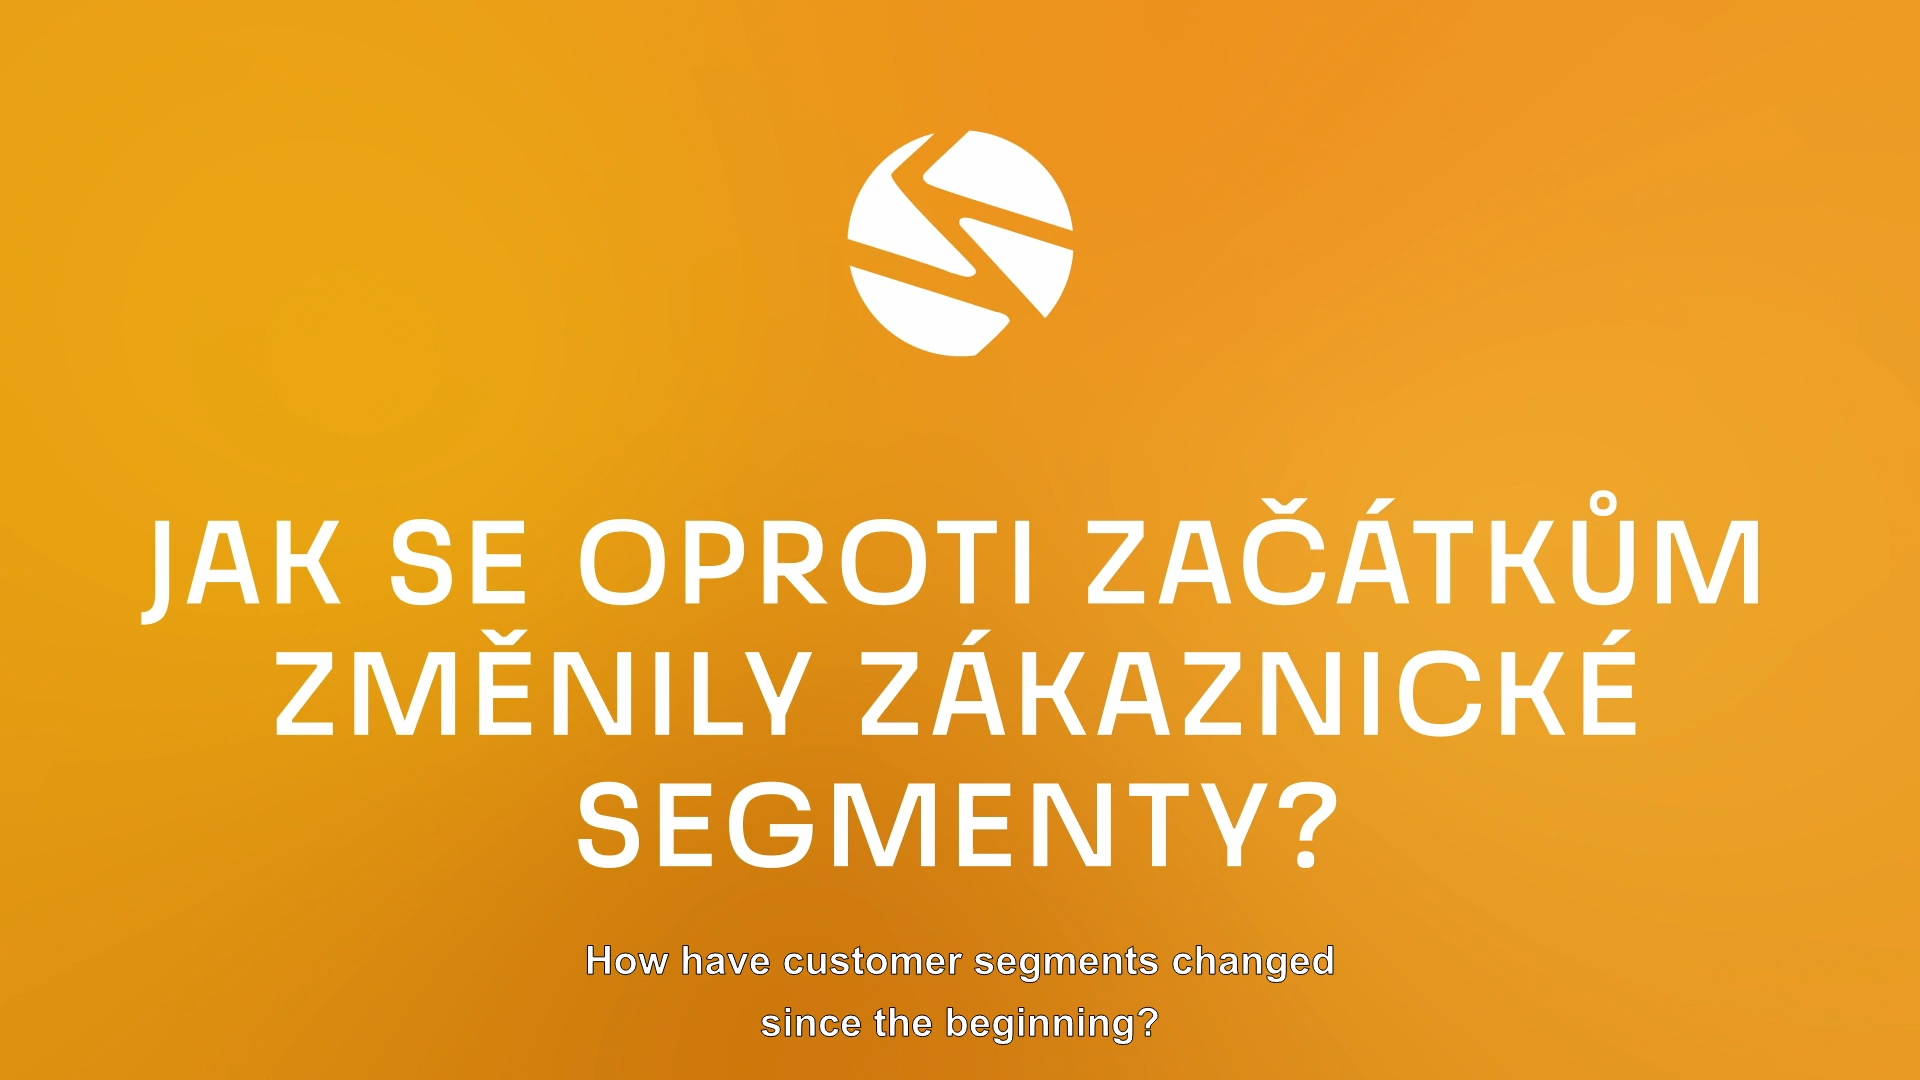 JAK SE OPROTI ZAČÁTKŮM
ZMĚNILY ZÁKAZNICKÉ
SEGMENTY?
How have customer segments changed
since the beginning?